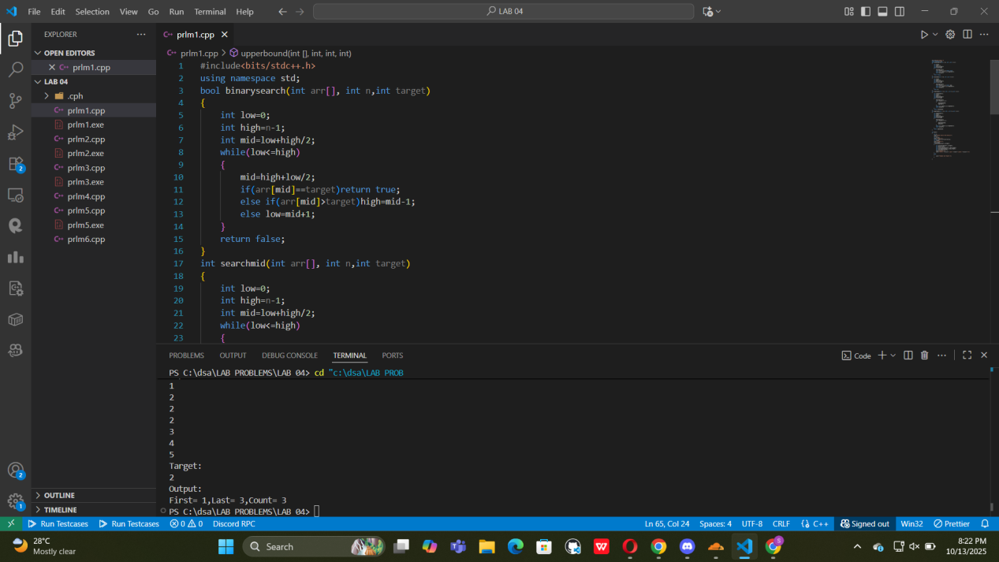 File Edit Selection View Go Run Terminal Help
LAB 04
EXPLORER
OPEN EDITORS
prlm1.cpp
LAB 04
.cph
prlm1.cpp
prlm1.exe
prlm2.cpp
prlm2.exe
prlm3.cpp
prlm3.exe
prlm4.cpp
prlm5.cpp
prlm5.exe
prlm6.cpp
OUTLINE
TIMELINE
2
2
1
prlm1.cpp
prlm1.cpp > upperbound(int [], int, int, int)
1 #include<bits/stdc++.h>
2 using namespace std;
3 bool binarysearch(int arr[], int n,int target)
4 {
5 int low=0;
6 int high=n-1;
7 int mid=low+high/2;
8 while(low<=high)
9 {
10 mid=high+low/2;
11 if(arr[mid]==target)return true;
12 else if(arr[mid]>target)high=mid-1;
13 else low=mid+1;
14 }
15 return false;
16 }
17 int searchmid(int arr[], int n,int target)
18 {
19 int low=0;
20 int high=n-1;
21 int mid=low+high/2;
22 while(low<=high)
23 {
PROBLEMS OUTPUT DEBUG CONSOLE TERMINAL PORTS
Code
PS C:\dsa\LAB PROBLEMS\LAB 04> cd "c:\dsa\LAB PROB
1
2
2
2
3
4
5
Target:
2
Output:
First= 1,Last= 3,Count= 3
PS C:\dsa\LAB PROBLEMS\LAB 04>
Run Testcases Run Testcases 0 0 Discord RPC Ln 65, Col 24 Spaces: 4 UTF-8 CRLF {} C++ Signed out Win32 Prettier
28°C
Mostly clear
Search
8:22 PM
10/13/2025